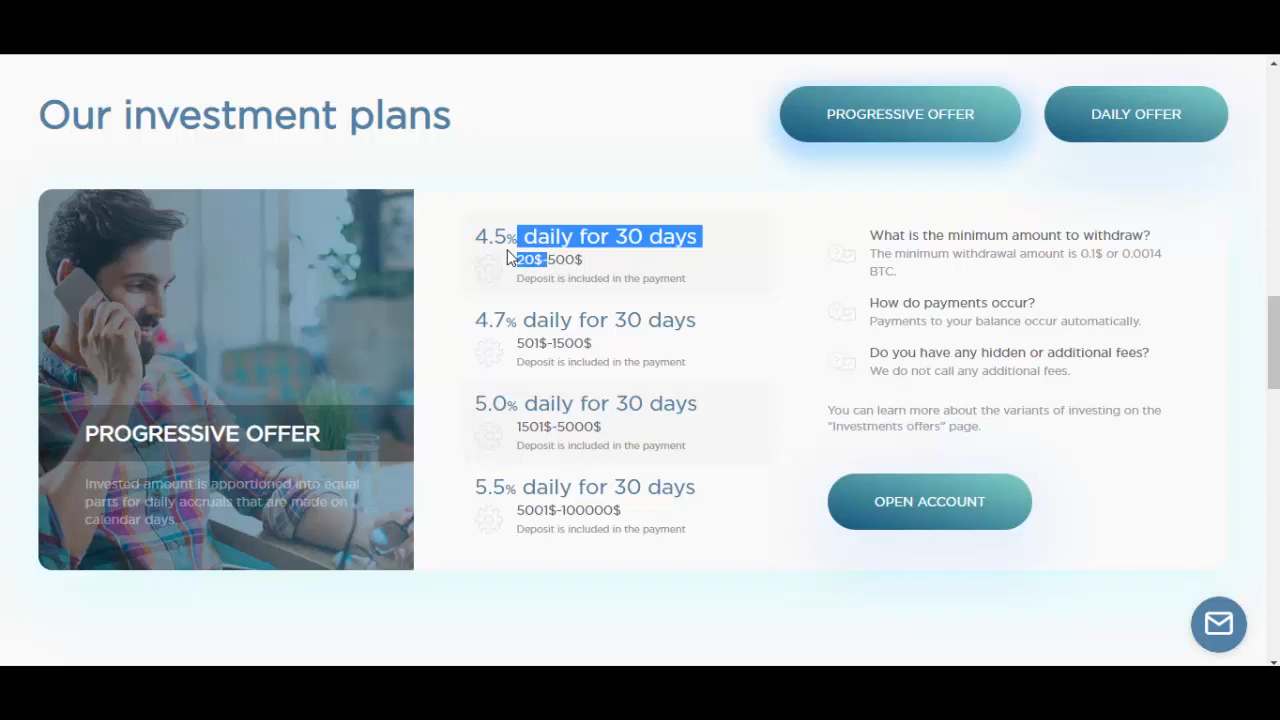 Our investment plans
PROGRESSIVE OFFER
DAILY OFFER
PROGRESSIVE OFFER
Invested amount is apportioned into equal
parts for daily accruals that are made on
calendar days.
4.5% daily for 30 days
20$-500$
Deposit is included in the payment
4.7% daily for 30 days
501$-1500$
Deposit is included in the payment
5.0% daily for 30 days
1501$-5000$
Deposit is included in the payment
5.5% daily for 30 days
5001$-100000$
Deposit is included in the payment
What is the minimum amount to withdraw?
The minimum withdrawal amount is 0.1$ or 0.0014
BTC.
How do payments occur?
Payments to your balance occur automatically.
Do you have any hidden or additional fees?
We do not call any additional fees.
You can learn more about the variants of investing on the
"Investments offers" page.
OPEN ACCOUNT